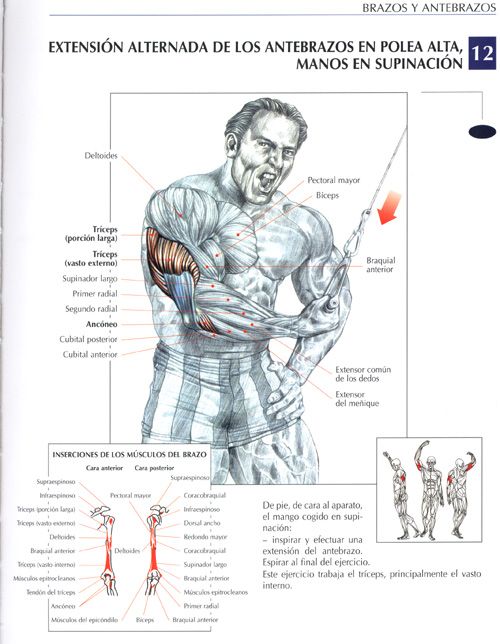 BRAZOS Y ANTEBRAZOS
EXTENSIÓN ALTERNADA DE LOS ANTEBRAZOS EN POLEA ALTA,
MANOS EN SUPINACIÓN
12
Deltoides
Pectoral mayor
Bíceps
Tríceps
(porción larga)
Tríceps
(vasto externo)
Braquial
anterior
Supinador largo
Primer radial
Segundo radial
Ancóneo
Cubital posterior
Cubital anterior
Extensor común
de los dedos
Extensor
del meñique
INSERCIONES DE LOS MÚSCULOS DEL BRAZO
Cara anterior
Cara posterior
Supraespinoso
Infraespinoso
Tríceps (porción larga)
Tríceps (vasto externo)
Deltoides
Braquial anterior
Tríceps (vasto interno)
Músculos epitrocleanos
Tendón del tríceps
Ancóneo
Músculos del epicóndilo
Pectoral mayor
Deltoides
Bíceps
Supraespinoso
Coracobraquial
Infraespinoso
Dorsal ancho
Redondo mayor
Coracobraquial
Supinador largo
Braquial anterior
Músculos epitrocleanos
Primer radial
Braquial anterior
De pie, de cara al aparato,
el mango cogido en supi-
nación:
– inspirar y efectuar una
extensión del antebrazo.
Espirar al final del ejercicio.
Este ejercicio trabaja el tríceps, principalmente el vasto
interno.